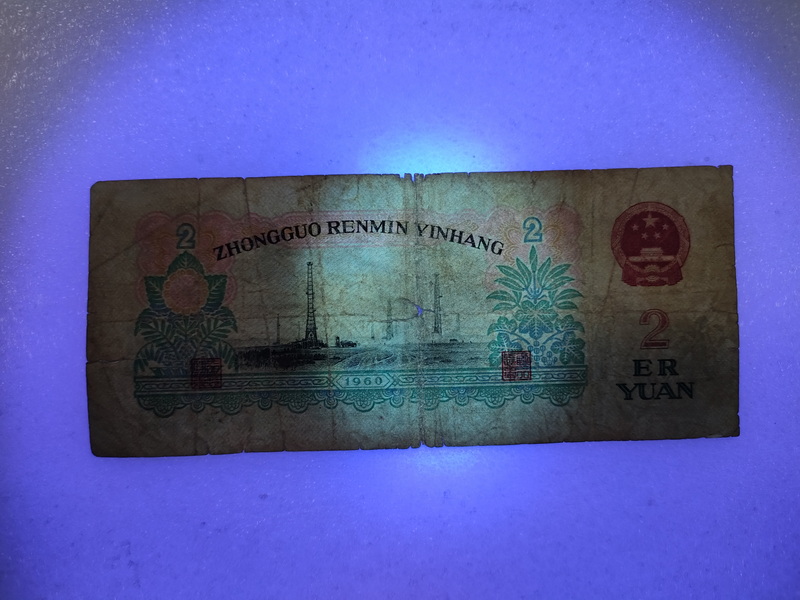 2
ZHONGGUO RENMIN YINHANG
2
1960
2
ER
YUAN